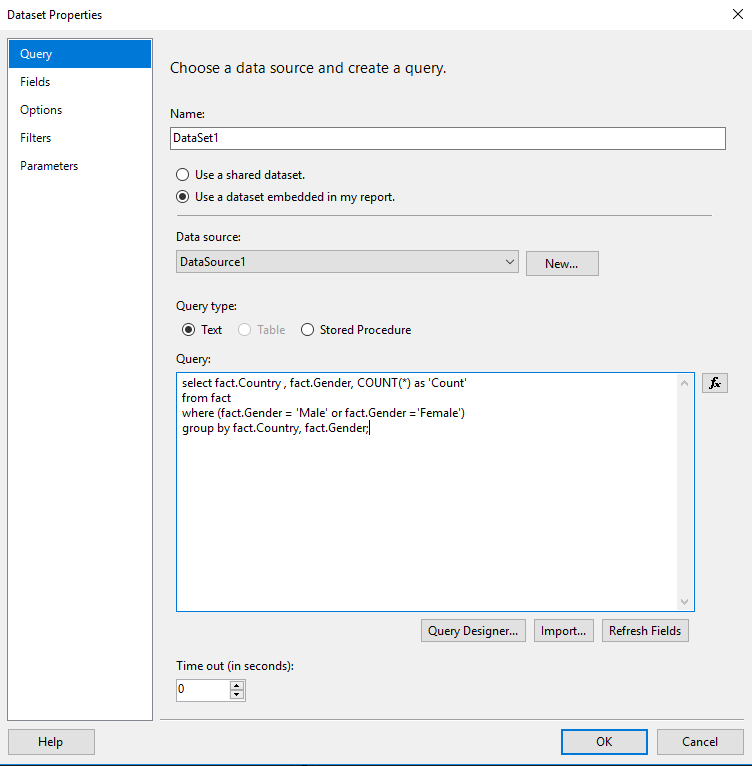 Dataset Properties
Query
Fields
Options
Filters
Parameters
Choose a data source and create a query.
Name:
DataSet1
Use a shared dataset.
Use a dataset embedded in my report.
Data source:
DataSource1
New...
Query type:
Text Table Stored Procedure
Query:
select fact.Country , fact.Gender, COUNT(*) as 'Count'
from fact
where (fact.Gender = 'Male' or fact.Gender ='Female')
group by fact.Country, fact.Gender;
fx
Query Designer... Import... Refresh Fields
Time out (in seconds):
0
Help OK Cancel